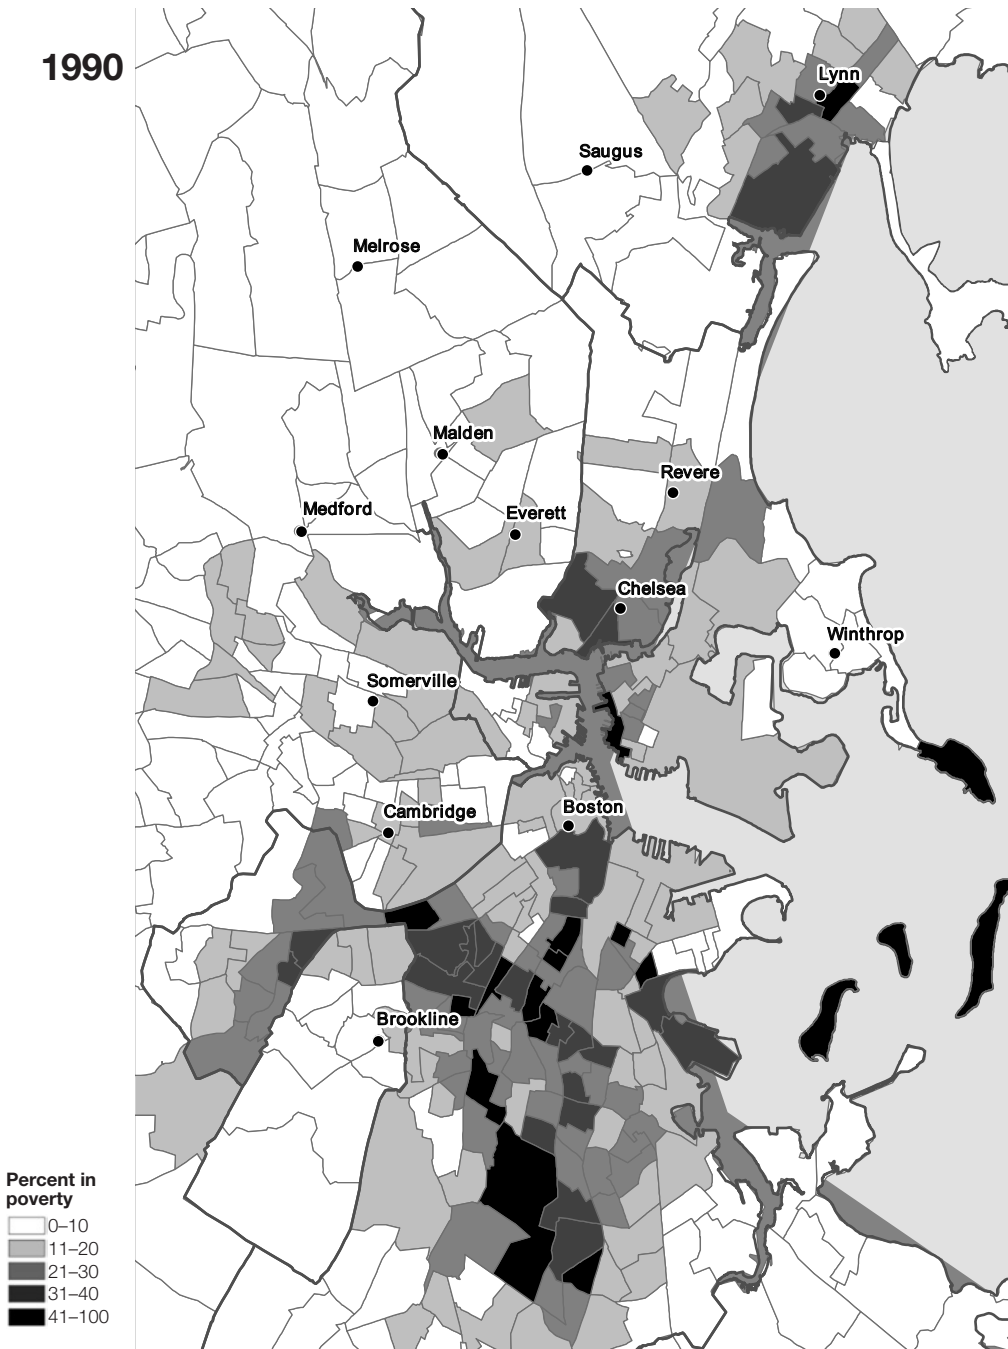 1990
Lynn
Saugus
Melrose
Malden
Revere
Medford
Everett
Chelsea
Winthrop
Somerville
Boston
Cambridge
Brookline
Percent in
poverty
0–10
11–20
21–30
31–40
41–100